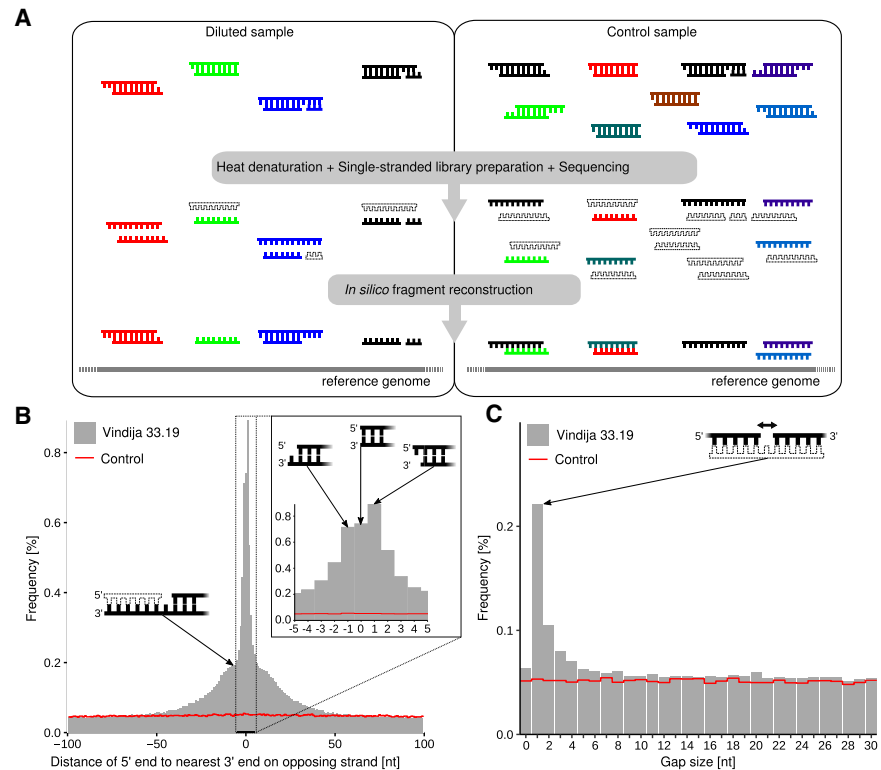 A
Diluted sample
Control sample
Heat denaturation + Single-stranded library preparation + Sequencing
In silico fragment reconstruction
reference genome
reference genome
B
Vindija 33.19
Control
Frequency [%]
0.8
0.6
0.4
0.2
0.0
−100
−50
0
50
100
Distance of 5' end to nearest 3' end on opposing strand [nt]
5'
3'
5'
3'
5'
3'
5'
3'
0.8
0.6
0.4
0.2
0.0
-5 -4 -3 -2 -1 0 1 2 3 4 5
C
Vindija 33.19
Control
5'
3'
Frequency [%]
0.2
0.1
0.0
0 2 4 6 8 10 12 14 16 18 20 22 24 26 28 30
Gap size [nt]